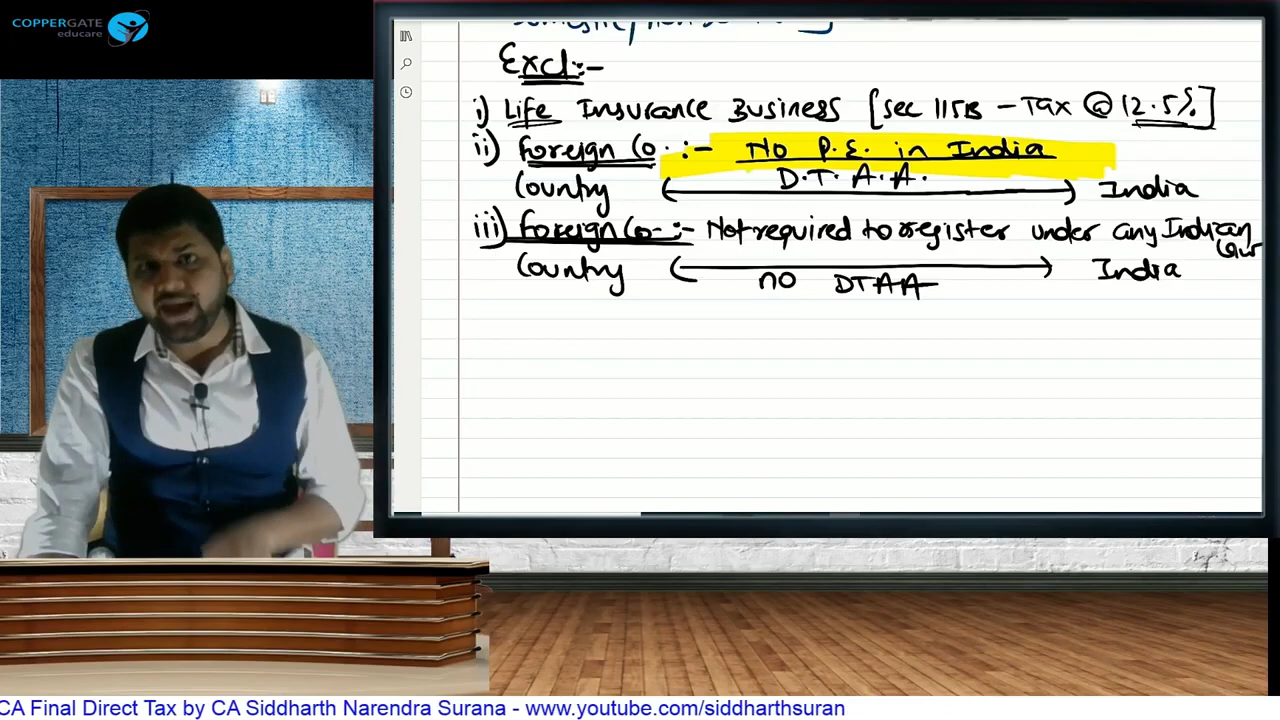 COPPERGATE
educare
Excl:-
i) Life Insurance Business [Sec 115B - Tax @ 12.5%]
ii) Foreign Co. :- No P.E. in India
Country D.T.A.A. India
iii) Foreign Co. :- Not required to register under any Indian Law
Country no DTAA India
CA Final Direct Tax by CA Siddharth Narendra Surana - www.youtube.com/siddharthsuran